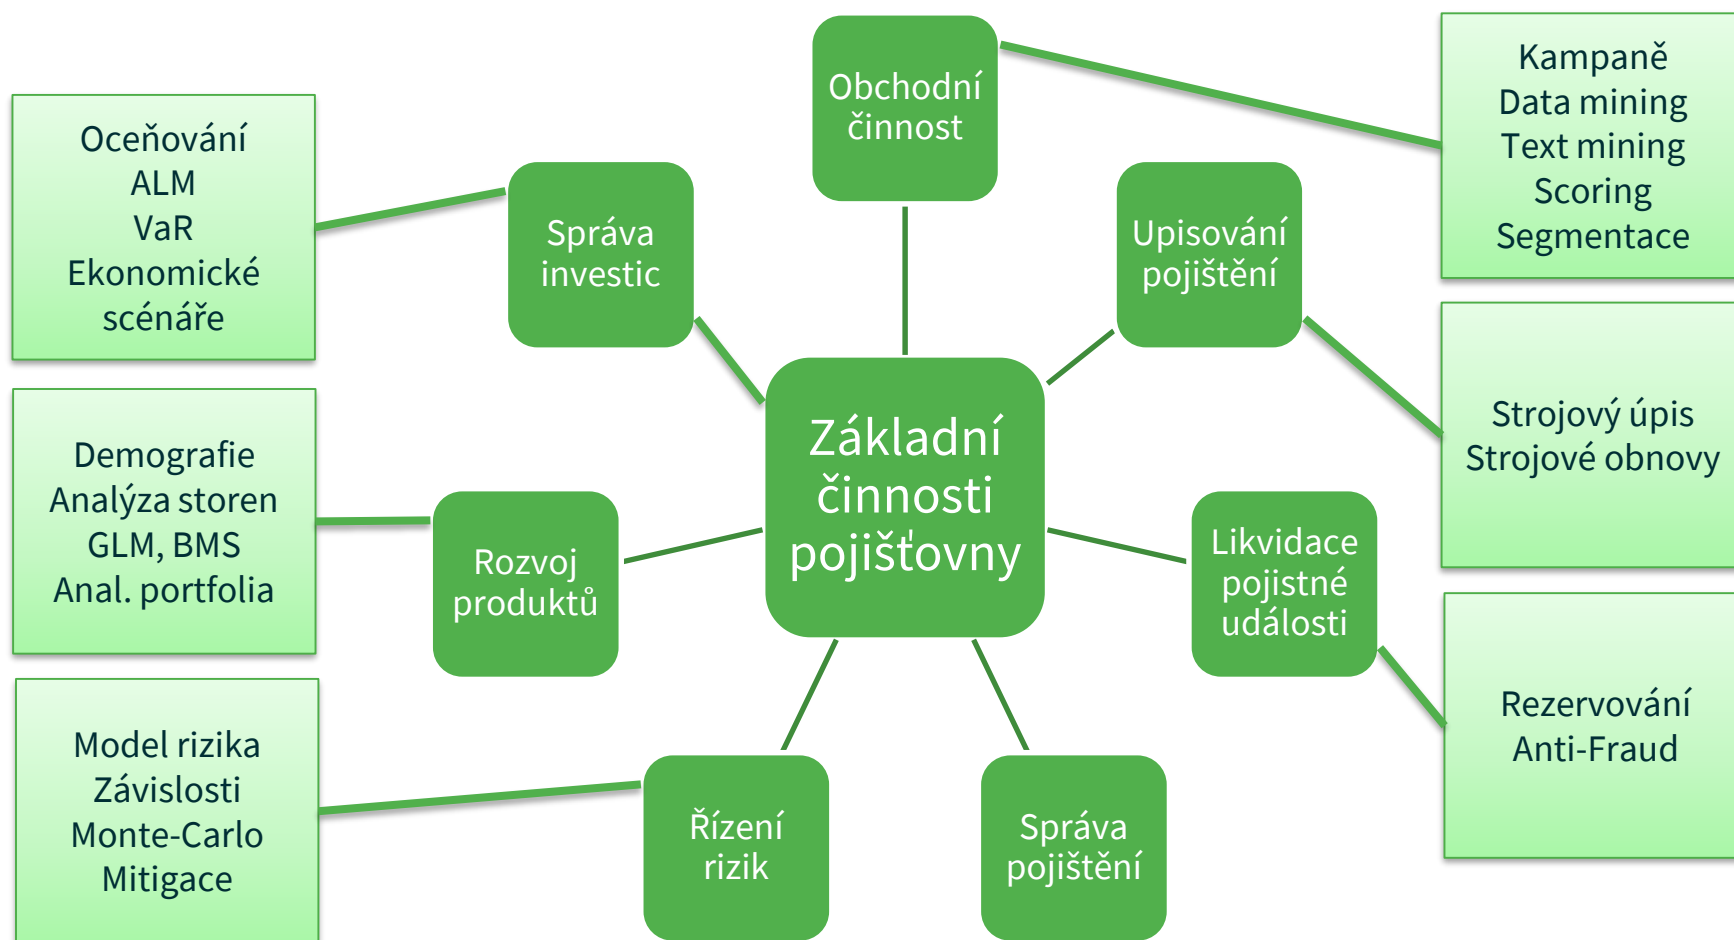 Obchodní
činnost
Kampaně
Data mining
Text mining
Scoring
Segmentace
Oceňování
ALM
VaR
Ekonomické
scénáře
Správa
investic
Upisování
pojištění
Strojový úpis
Strojové obnovy
Základní
činnosti
pojišťovny
Demografie
Analýza storen
GLM, BMS
Anal. portfolia
Rozvoj
produktů
Likvidace
pojistné
události
Rezervování
Anti-Fraud
Model rizika
Závislosti
Monte-Carlo
Mitigace
Řízení
rizik
Správa
pojištění